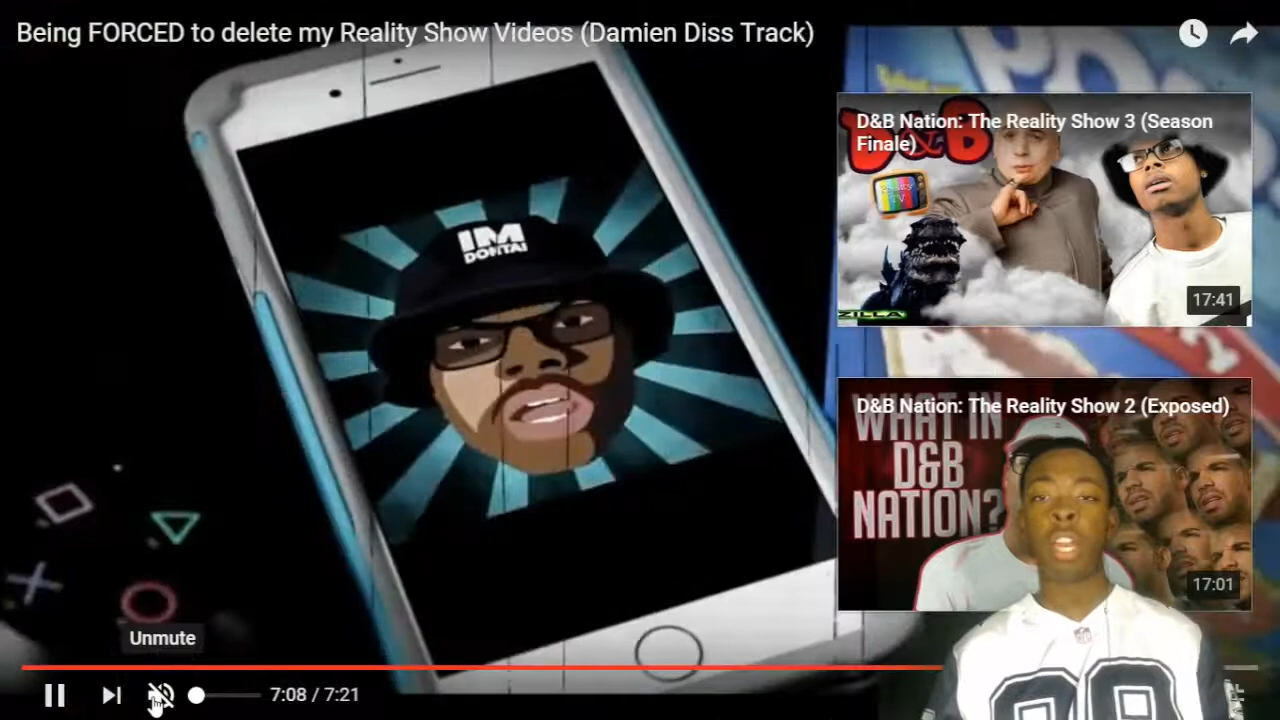 Being FORCED to delete my Reality Show Videos (Damien Diss Track)
D&B Nation: The Reality Show 3 (Season
Finale)
D&B
TV
ZILLA
17:41
IM
DONTAI
D&B Nation: The Reality Show 2 (Exposed)
WHAT IN
D&B
NATION?
17:01
Unmute
7:08 / 7:21